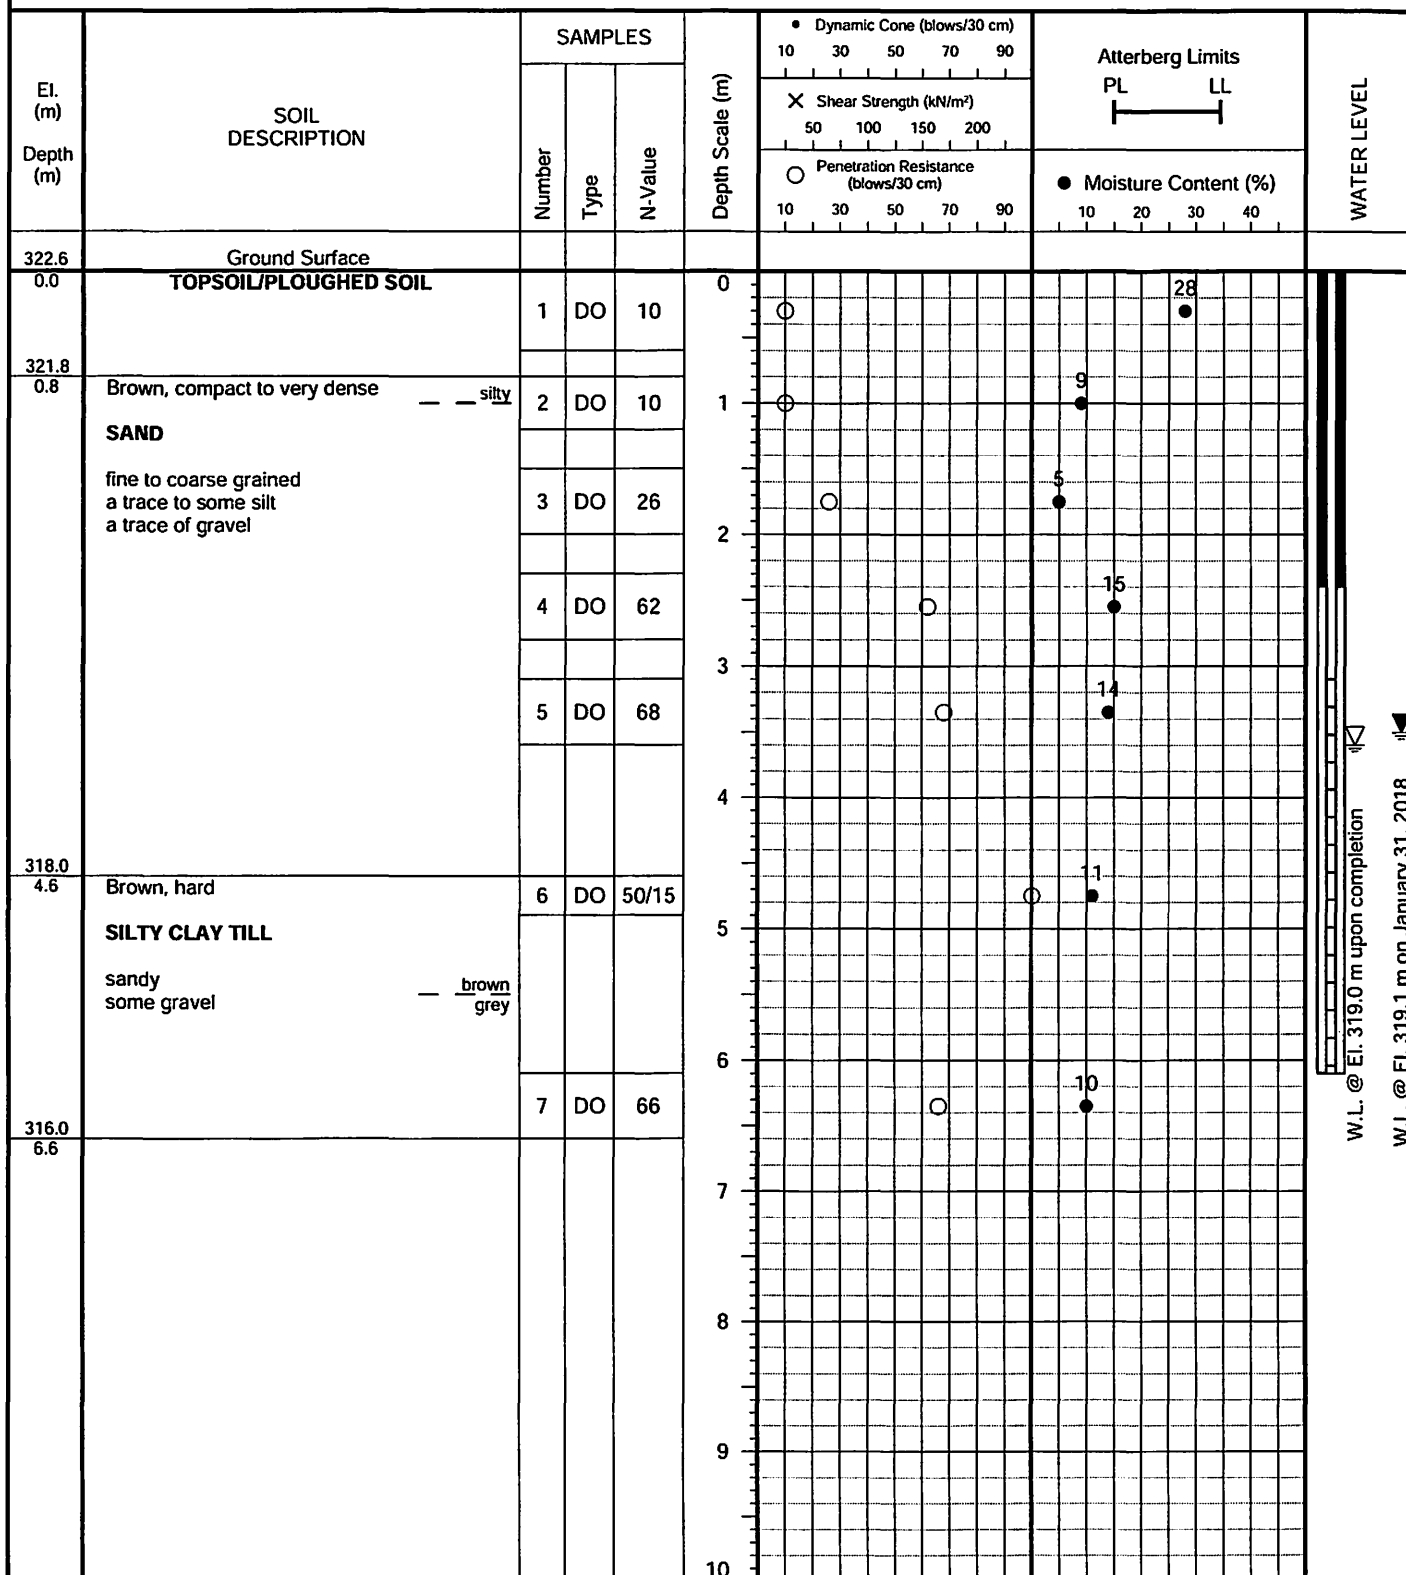 El.
(m)
Depth
(m)
SOIL
DESCRIPTION
SAMPLES
Number
Type
N-Value
Depth Scale (m)
• Dynamic Cone (blows/30 cm)
10 30 50 70 90
X Shear Strength (kN/m²)
50 100 150 200
O Penetration Resistance
(blows/30 cm)
10 30 50 70 90
Atterberg Limits
PL LL
● Moisture Content (%)
10 20 30 40
WATER LEVEL
322.6 Ground Surface
0.0 TOPSOIL/PLOUGHED SOIL 0
1 DO 10 28
321.8
0.8 Brown, compact to very dense silty 2 DO 10 1 9
SAND
fine to coarse grained
a trace to some silt 3 DO 26 5
a trace of gravel
2
4 DO 62 15
3
5 DO 68 14
4
318.0
4.6 Brown, hard 6 DO 50/15 11
SILTY CLAY TILL 5
sandy brown
some gravel grey
6
7 DO 66 10
316.0
6.6
7
8
9
10
W.L. @ El. 319.0 m upon completion
W.L. @ El. 319.1 m on January 31, 2018